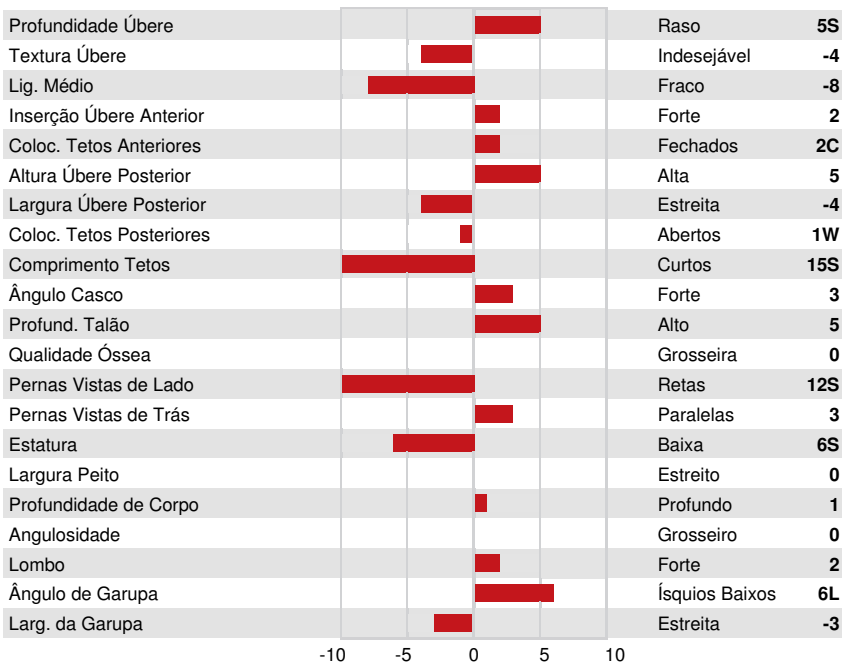 Profundidade Úbere Raso 5S
Textura Úbere Indesejável -4
Lig. Médio Fraco -8
Inserção Úbere Anterior Forte 2
Coloc. Tetos Anteriores Fechados 2C
Altura Úbere Posterior Alta 5
Largura Úbere Posterior Estreita -4
Coloc. Tetos Posteriores Abertos 1W
Comprimento Tetos Curtos 15S
Ângulo Casco Forte 3
Profund. Talão Alto 5
Qualidade Óssea Grosseira 0
Pernas Vistas de Lado Retas 12S
Pernas Vistas de Trás Paralelas 3
Estatura Baixa 6S
Largura Peito Estreito 0
Profundidade de Corpo Profundo 1
Angulosidade Grosseiro 0
Lombo Forte 2
Ângulo de Garupa Ísquios Baixos 6L
Larg. da Garupa Estreita -3
-10 -5 0 5 10